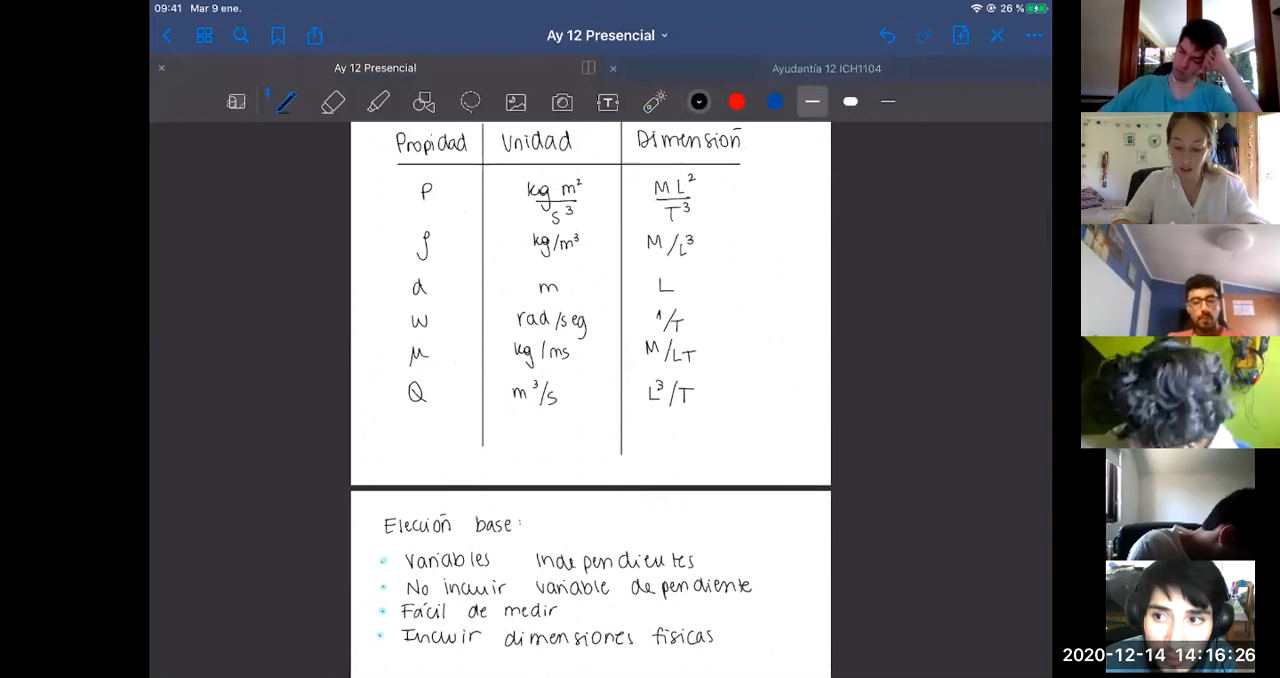 09:41 Mar 9 ene. 26 %
Ay 12 Presencial
Ay 12 Presencial Ayudantía 12 ICH1104
Propidad Unidad Dimensión
P kg m²/s³ M L²/T³
ρ kg/m³ M/L³
d m L
w rad/seg 1/T
μ kg/ms M/LT
Q m³/s L³/T
Elección base:
• Variables independientes
• No incluir variable dependiente
• Fácil de medir
• Incluir dimensiones físicas
2020-12-14 14:16:26